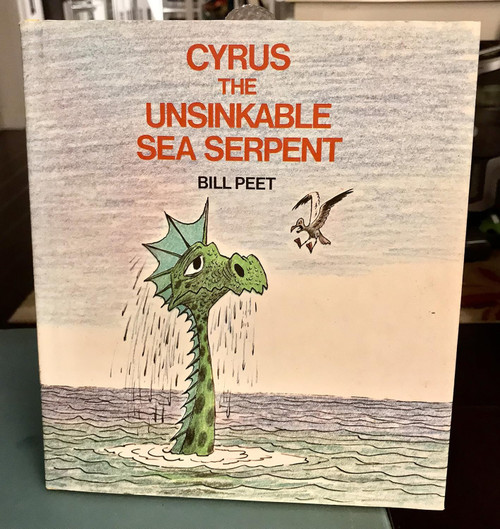 CYRUS
THE
UNSINKABLE
SEA SERPENT
BILL PEET